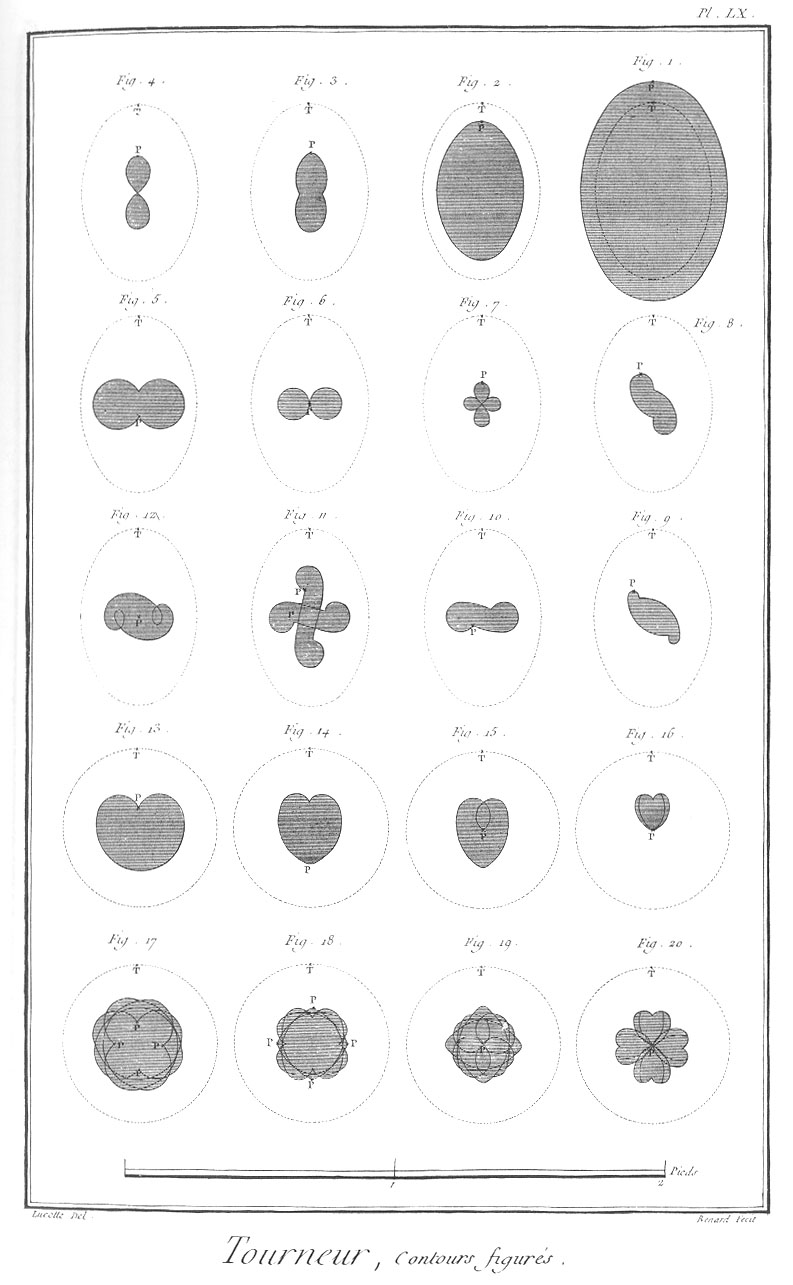 Pl. LX.
Fig. 4. Fig. 3. Fig. 2 Fig. 1.
T P T P T P P T
Fig. 5. Fig. 6. Fig. 7. Fig. 8.
T P T P T P T P
Fig. 12. Fig. 11. Fig. 10. Fig. 9.
T P T P P T P T P
Fig. 13. Fig. 14. Fig. 15. Fig. 16.
T P T P T P T P
Fig. 17 Fig. 18. Fig. 19. Fig. 20.
T P P P P T P P P P T P T P
1 2 Pieds
Lucotte Del. Benard Fecit
Tourneur, Contours figurés.